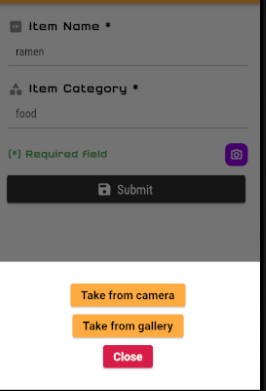 Item Name *
ramen
Item Category *
food
(*) Required field
Submit
Take from camera
Take from gallery
Close